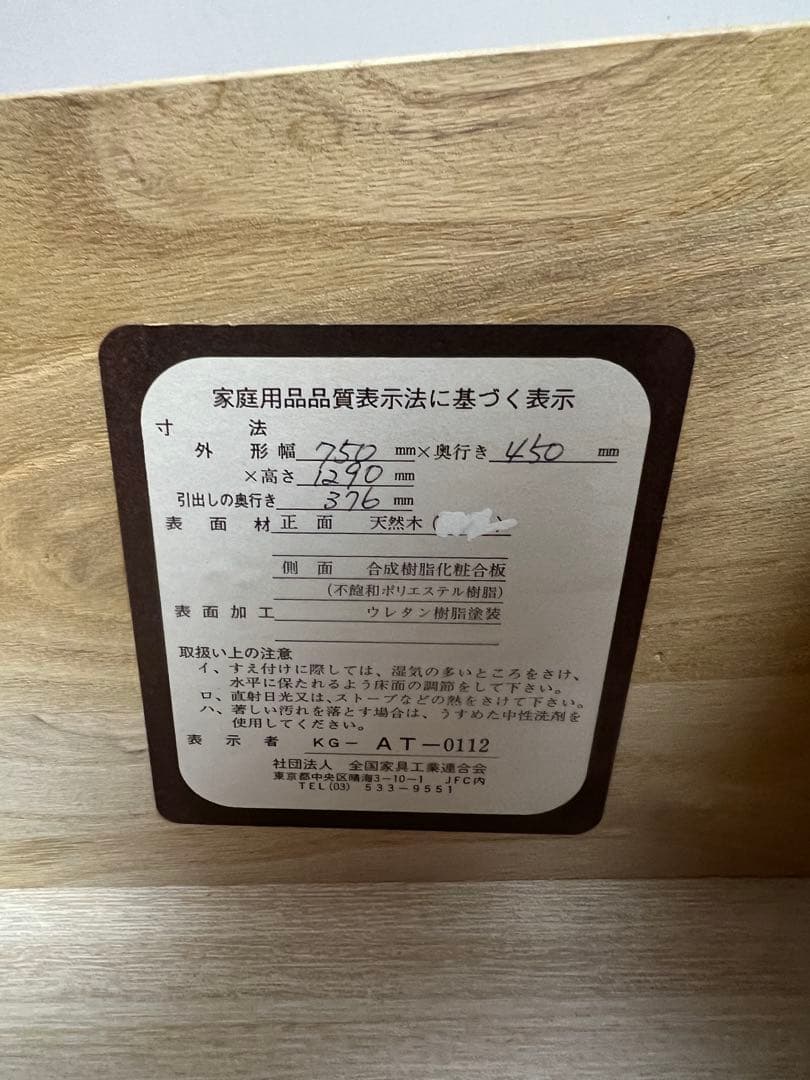 家庭用品品質表示法に基づく表示
寸法
外形幅 750 mm×奥行き 450 mm
×高さ 1290 mm
引出しの奥行き 376 mm
表面材 正面 天然木( )
側面 合成樹脂化粧合板
(不飽和ポリエステル樹脂)
表面加工 ウレタン樹脂塗装
取扱い上の注意
イ、すえ付けに際しては、湿気の多いところをさけ、
水平に保たれるよう床面の調節をして下さい。
ロ、直射日光又は、ストーブなどの熱をさけて下さい。
ハ、著しい汚れを落とす場合は、うすめた中性洗剤を
使用してください。
表示者 KG-AT-0112
社団法人 全国家具工業連合会
東京都中央区晴海3-10-1 JFC内
TEL(03) 533-9551